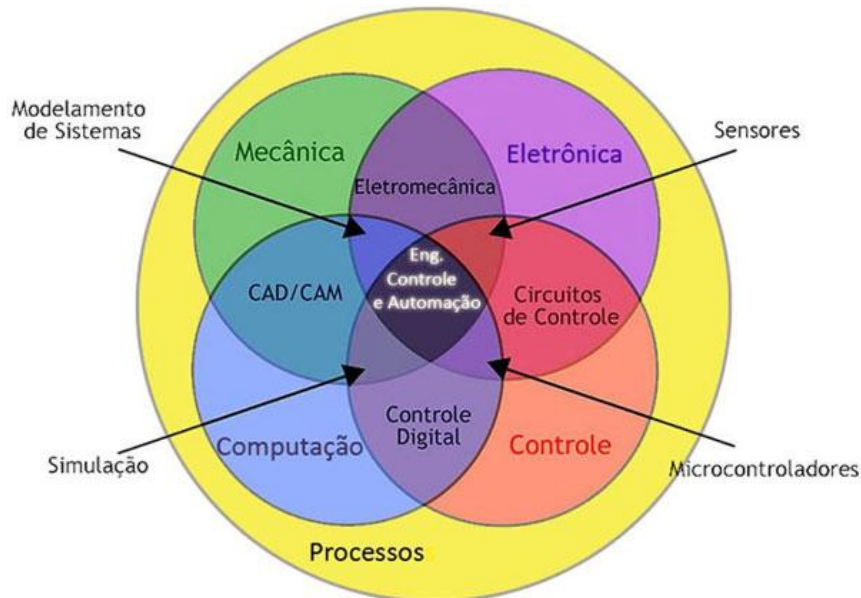 Modelamento
de Sistemas
Sensores
Mecânica
Eletrônica
Eletromecânica
Eng.
Controle
e Automação
CAD/CAM
Circuitos
de Controle
Controle
Digital
Computação
Controle
Simulação
Microcontroladores
Processos